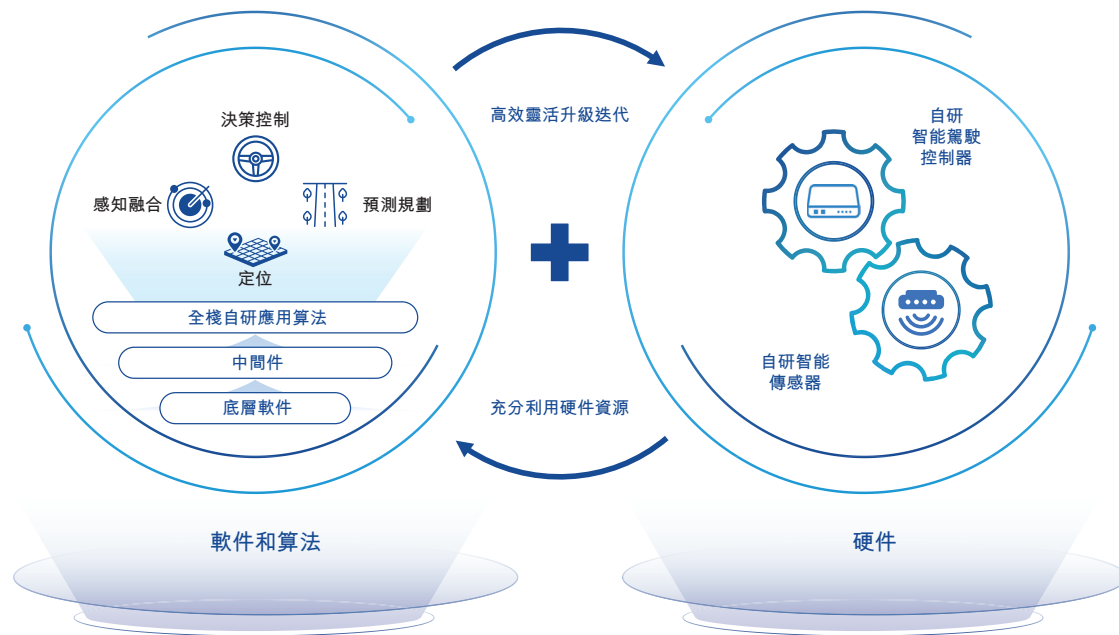 決策控制
感知融合
預測規劃
定位
全棧自研應用算法
中間件
底層軟件
軟件和算法
高效靈活升級迭代
充分利用硬件資源
自研
智能駕駛
控制器
自研智能
傳感器
硬件